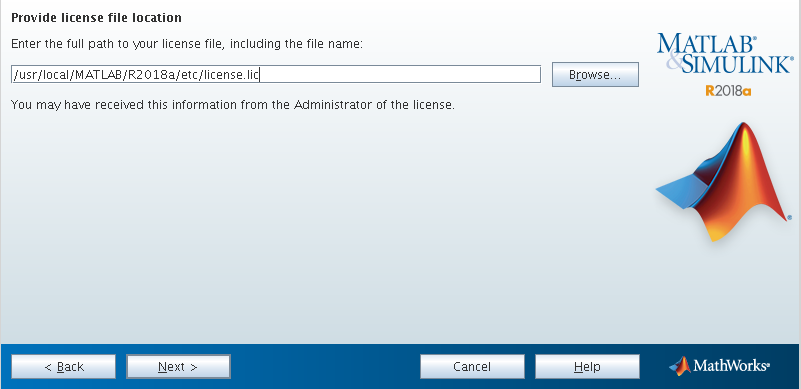 Provide license file location
Enter the full path to your license file, including the file name:
/usr/local/MATLAB/R2018a/etc/license.lic
Browse...
You may have received this information from the Administrator of the license.
MATLAB®
&SIMULINK®
R2018a
®
< Back
Next >
Cancel
Help
MathWorks®